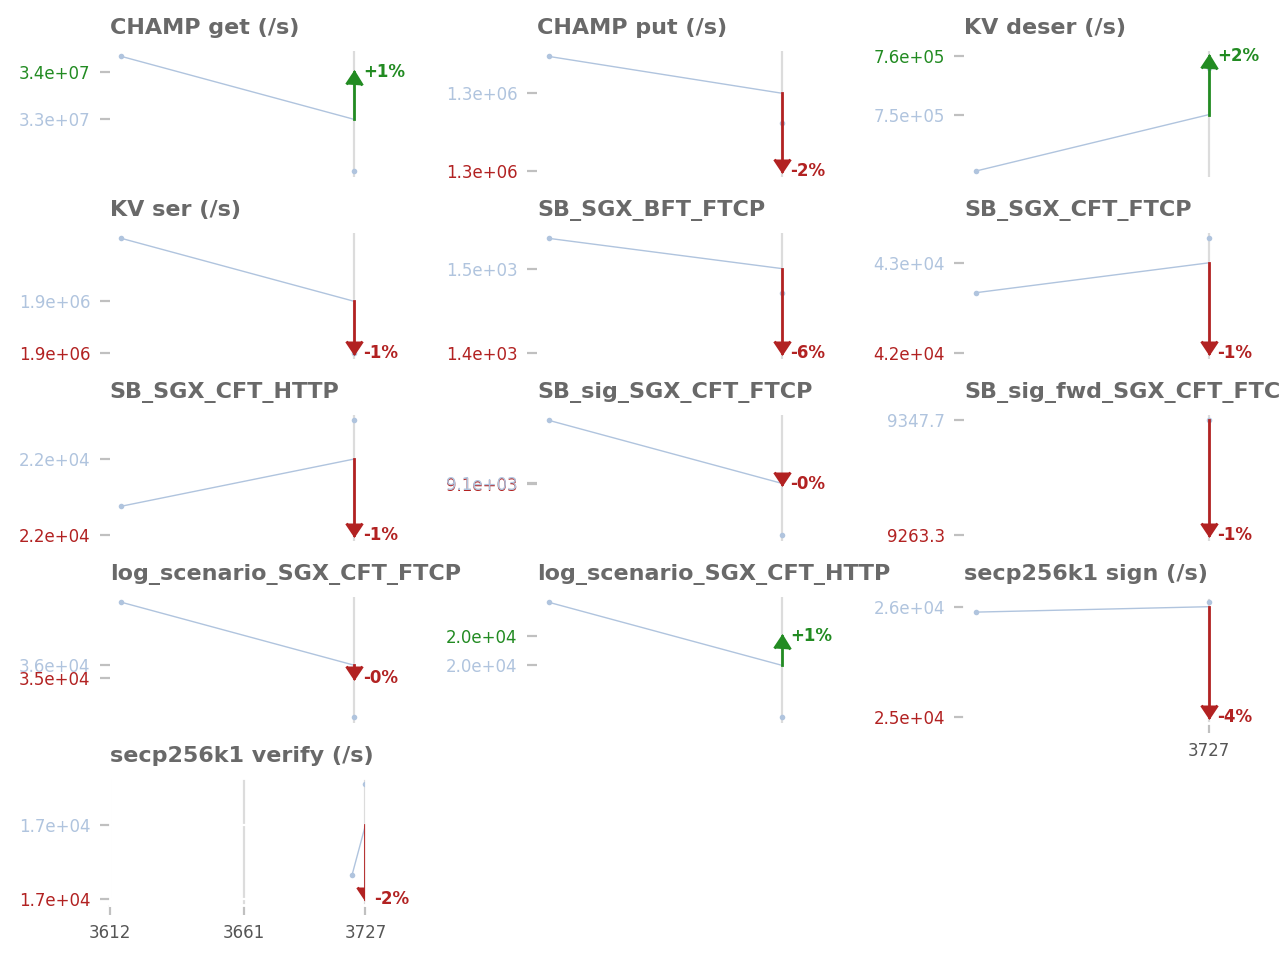 CHAMP get (/s)
CHAMP put (/s)
KV deser (/s)
3.4e+07
+1%
3.3e+07
1.3e+06
1.3e+06
-2%
7.6e+05
+2%
7.5e+05
KV ser (/s)
SB_SGX_BFT_FTCP
SB_SGX_CFT_FTCP
1.9e+06
1.9e+06
-1%
1.5e+03
1.4e+03
-6%
4.3e+04
4.2e+04
-1%
SB_SGX_CFT_HTTP
SB_sig_SGX_CFT_FTCP
SB_sig_fwd_SGX_CFT_FTC
2.2e+04
2.2e+04
-1%
9.1e+03
-0%
9347.7
9263.3
-1%
log_scenario_SGX_CFT_FTCP
log_scenario_SGX_CFT_HTTP
secp256k1 sign (/s)
3.6e+04
3.5e+04
-0%
2.0e+04
+1%
2.0e+04
2.6e+04
2.5e+04
-4%
3727
secp256k1 verify (/s)
1.7e+04
1.7e+04
-2%
3612
3661
3727